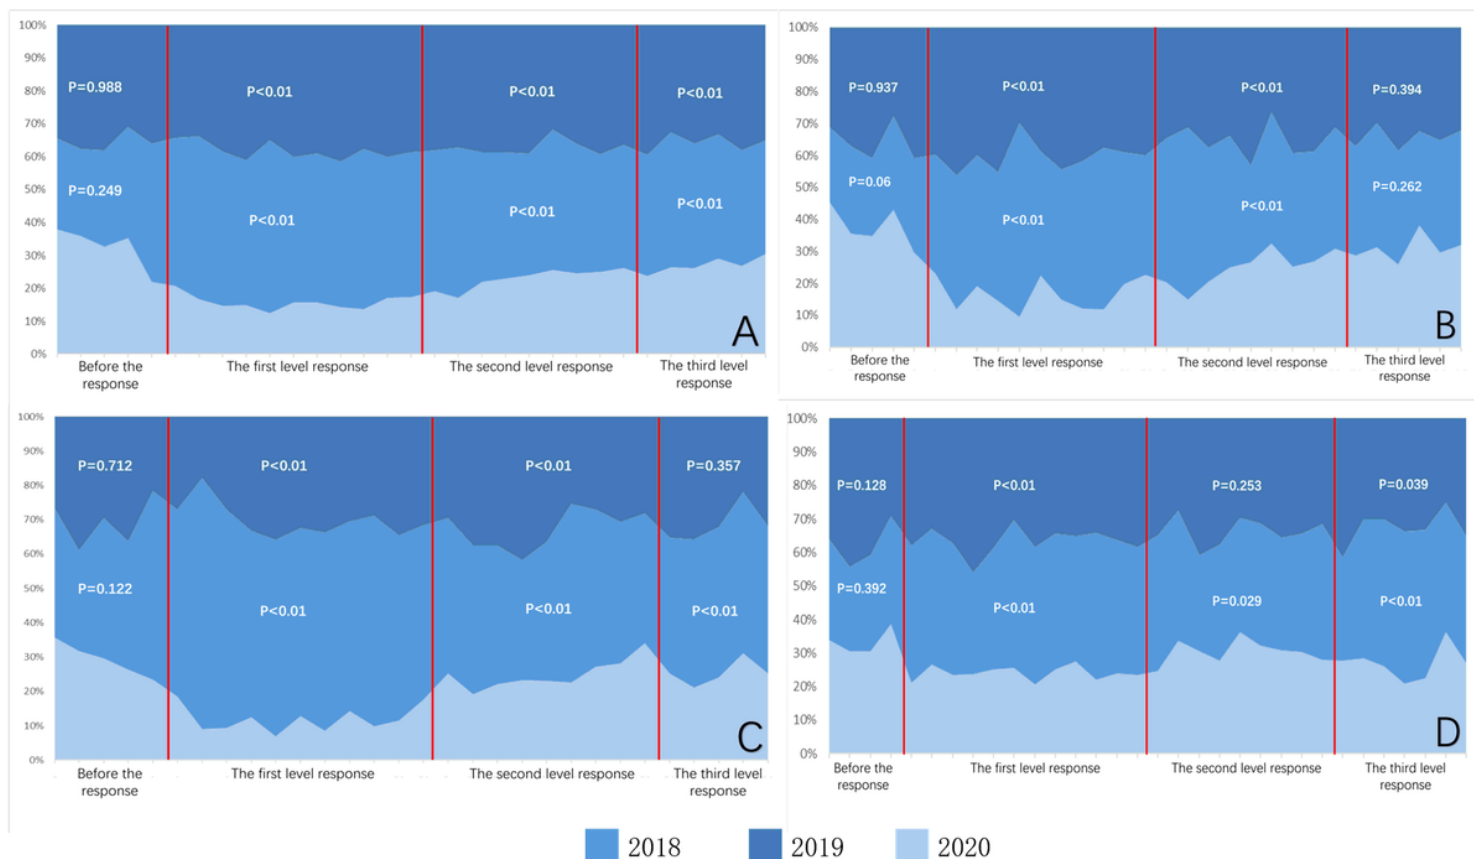 100%
90%
80%
70%
60%
50%
40%
30%
20%
10%
0%
P=0.988
P<0.01
P<0.01
P<0.01
P=0.249
P<0.01
P<0.01
P<0.01
A
Before the
response
The first level response
The second level response
The third level
response
100%
90%
80%
70%
60%
50%
40%
30%
20%
10%
0%
P=0.937
P<0.01
P<0.01
P=0.394
P=0.06
P<0.01
P<0.01
P=0.262
B
Before the
response
The first level response
The second level response
The third level
response
100%
90%
80%
70%
60%
50%
40%
30%
20%
10%
0%
P=0.712
P<0.01
P<0.01
P=0.357
P=0.122
P<0.01
P<0.01
P<0.01
C
Before the
response
The first level response
The second level response
The third level
response
100%
90%
80%
70%
60%
50%
40%
30%
20%
10%
0%
P=0.128
P<0.01
P=0.253
P=0.039
P=0.392
P<0.01
P=0.029
P<0.01
D
Before the
response
The first level response
The second level response
The third level
response
2018
2019
2020